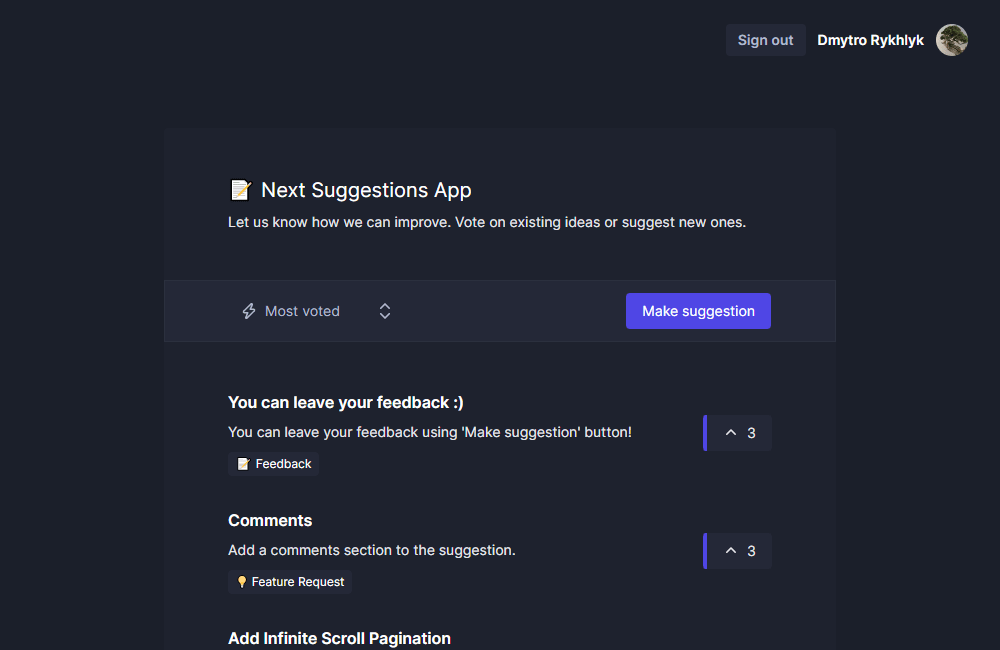 Sign out Dmytro Rykhlyk
📝 Next Suggestions App
Let us know how we can improve. Vote on existing ideas or suggest new ones.
Most voted Make suggestion
You can leave your feedback :)
You can leave your feedback using 'Make suggestion' button!
3
📝 Feedback
Comments
Add a comments section to the suggestion.
3
💡 Feature Request
Add Infinite Scroll Pagination